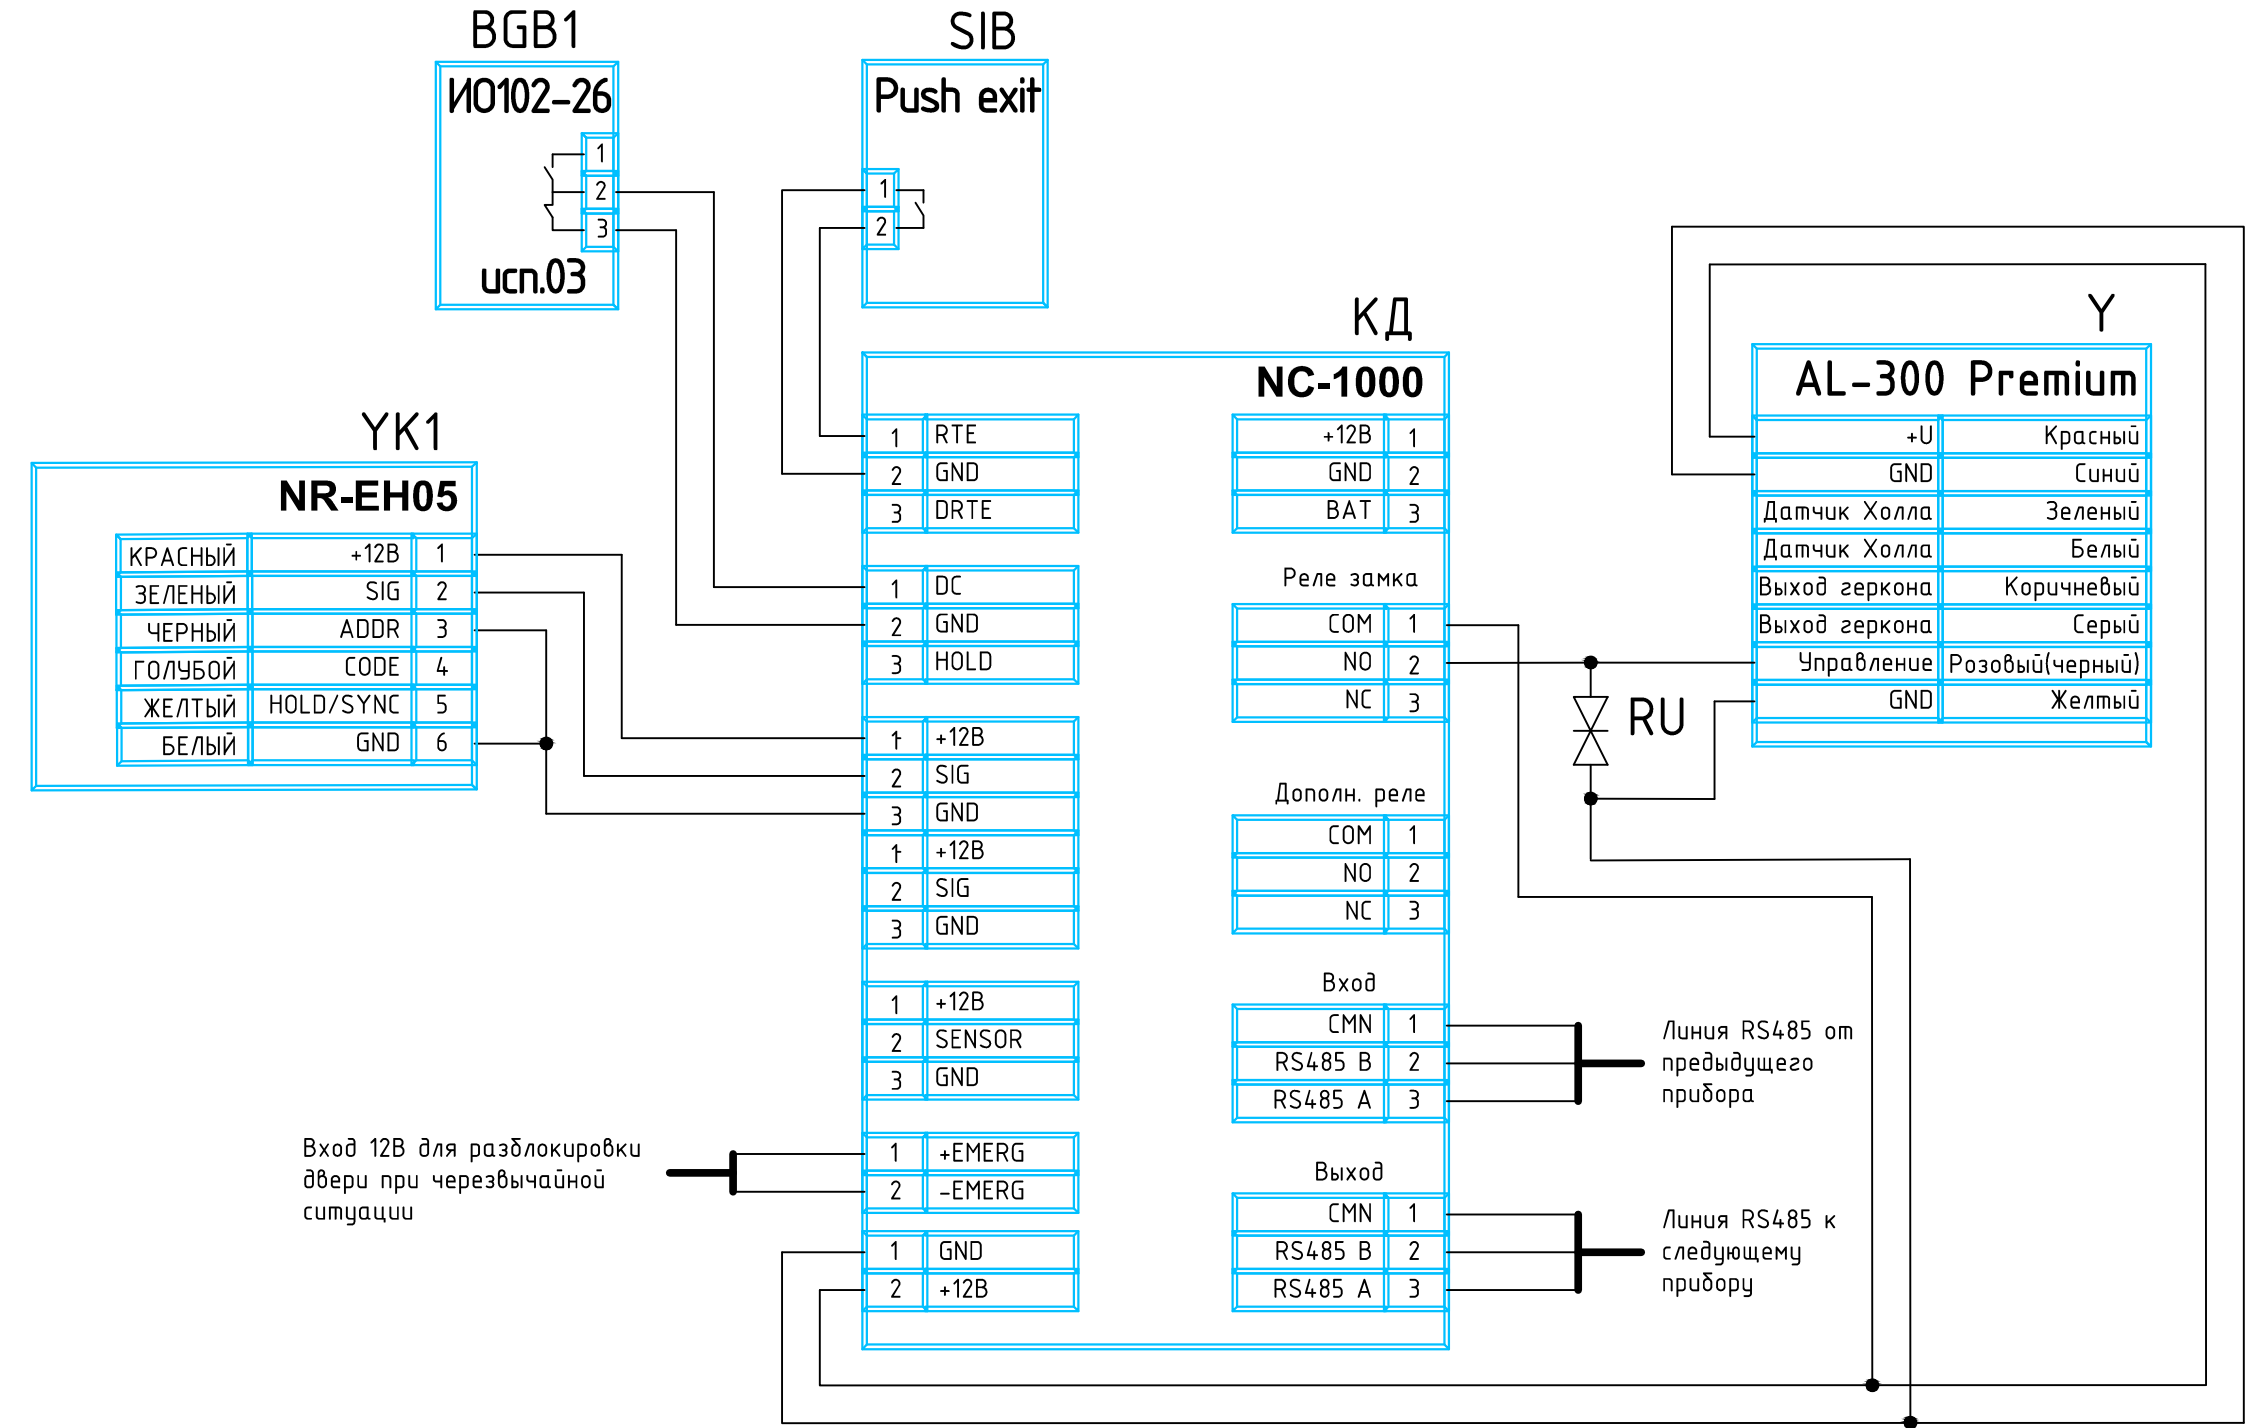 BGB1
ИО102-26
1
2
3
исп.03
SIB
Push exit
1
2
YK1
NR-EH05
КРАСНЫЙ +12В 1
ЗЕЛЕНЫЙ SIG 2
ЧЕРНЫЙ ADDR 3
ГОЛУБОЙ CODE 4
ЖЕЛТЫЙ HOLD/SYNC 5
БЕЛЫЙ GND 6
КД
NC-1000
1 RTE
2 GND
3 DRTE
1 DC
2 GND
3 HOLD
1 +12В
2 SIG
3 GND
1 +12В
2 SIG
3 GND
1 +12В
2 SENSOR
3 GND
1 +EMERG
2 -EMERG
1 GND
2 +12В
+12В 1
GND 2
BAT 3
Реле замка
COM 1
NO 2
NC 3
Дополн. реле
COM 1
NO 2
NC 3
Вход
CMN 1
RS485 B 2
RS485 A 3
Выход
CMN 1
RS485 B 2
RS485 A 3
Вход 12В для разблокировки
двери при черезвычайной
ситуации
Y
AL-300 Premium
+U Красный
GND Синий
Датчик Холла Зеленый
Датчик Холла Белый
Выход геркона Коричневый
Выход геркона Серый
Управление Розовый(черный)
GND Желтый
RU
Линия RS485 от
предыдущего
прибора
Линия RS485 к
следующему
прибору